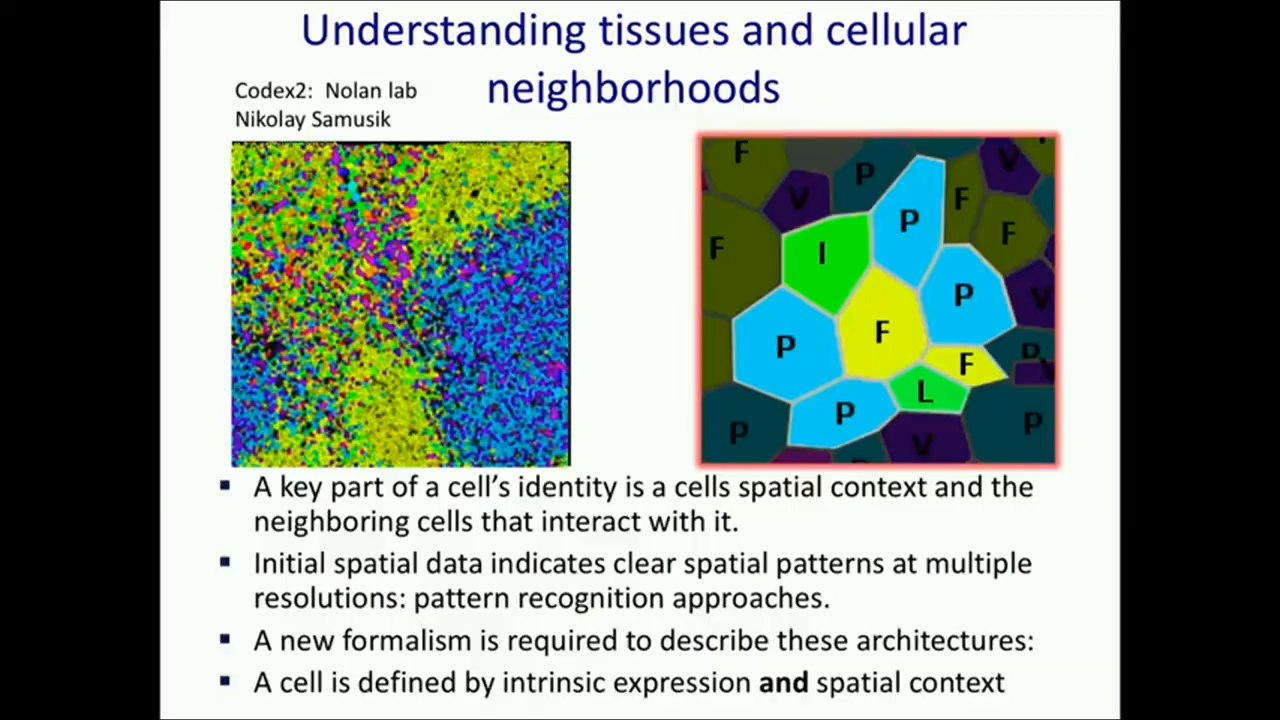 Understanding tissues and cellular
neighborhoods
Codex2: Nolan lab
Nikolay Samusik
F
V
P
P
F
V
F
F
I
P
V
P
F
F
P
V
L
P
P
V
P
▪ A key part of a cell’s identity is a cells spatial context and the
neighboring cells that interact with it.
▪ Initial spatial data indicates clear spatial patterns at multiple
resolutions: pattern recognition approaches.
▪ A new formalism is required to describe these architectures:
▪ A cell is defined by intrinsic expression and spatial context